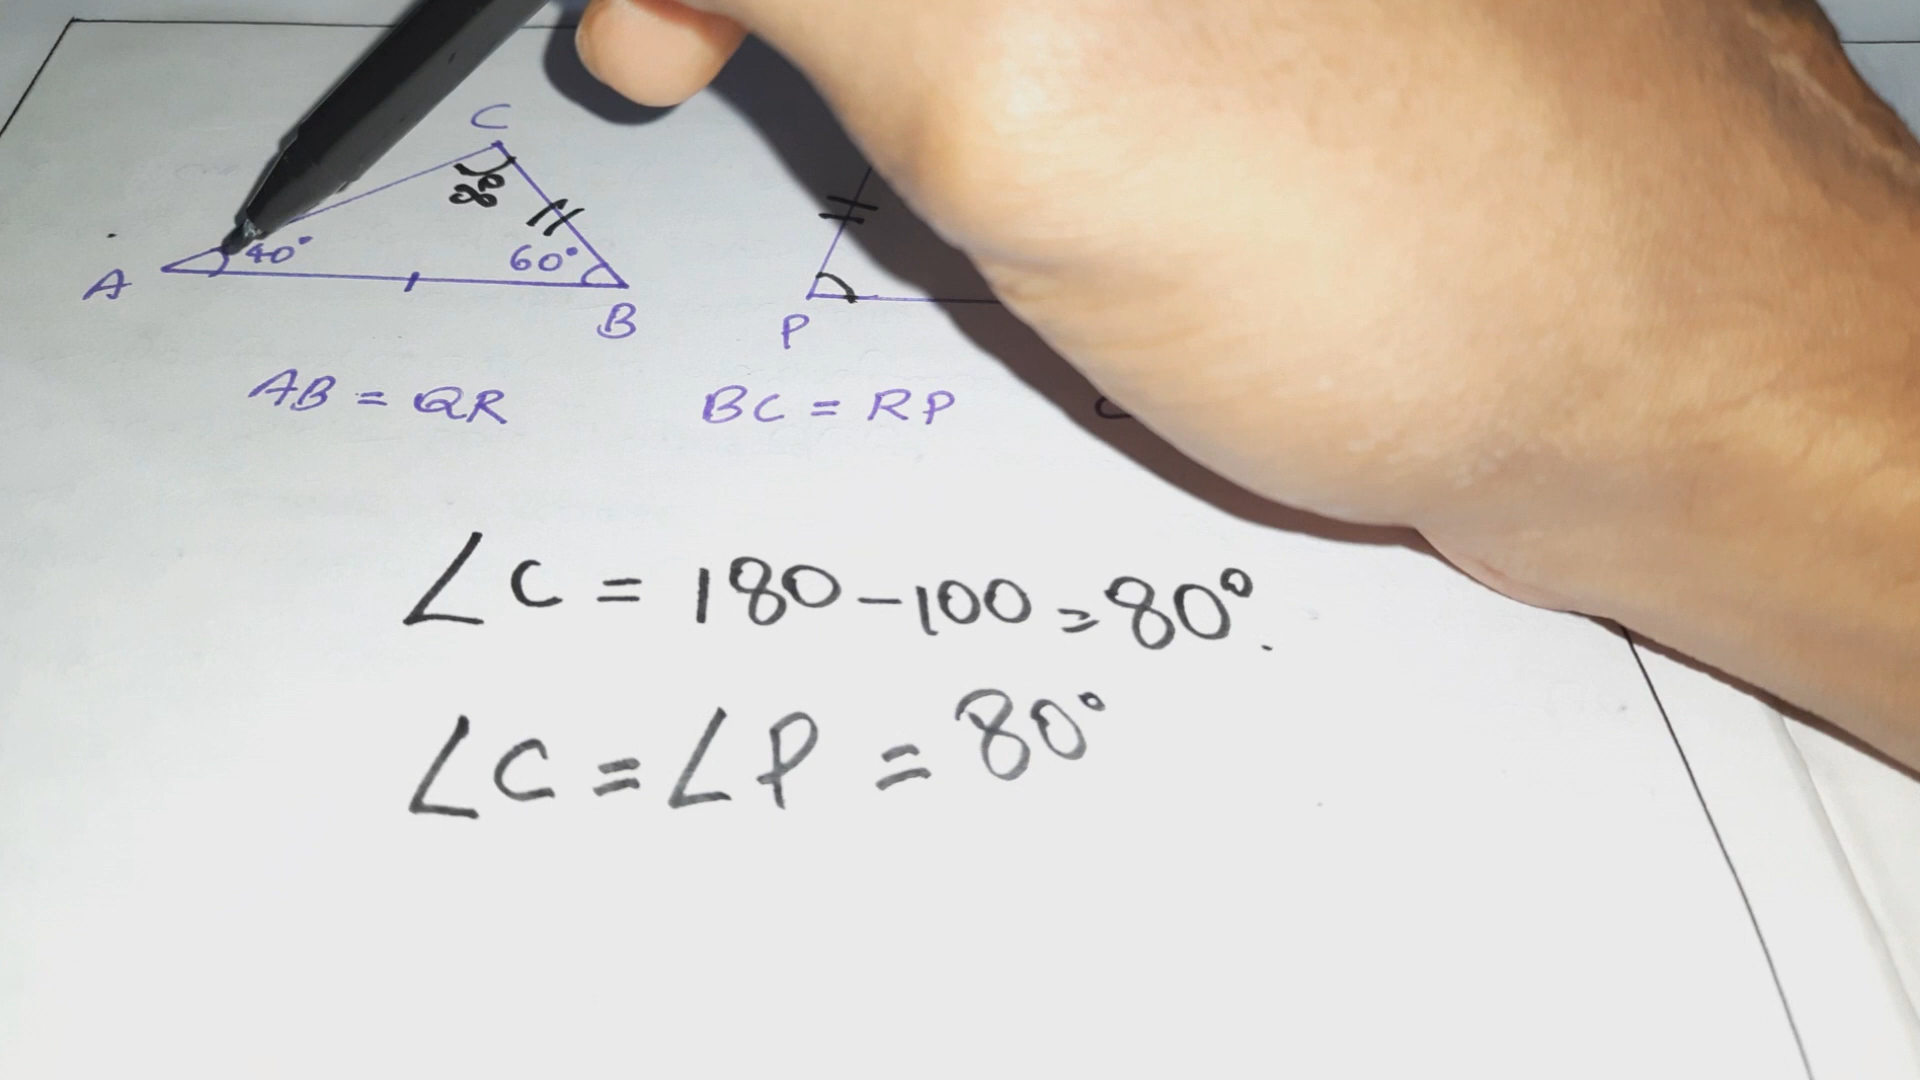 C
80
40°
60°
A
B
P
AB = QR
BC = RP
∠C = 180 - 100 = 80°.
∠C = ∠P = 80°